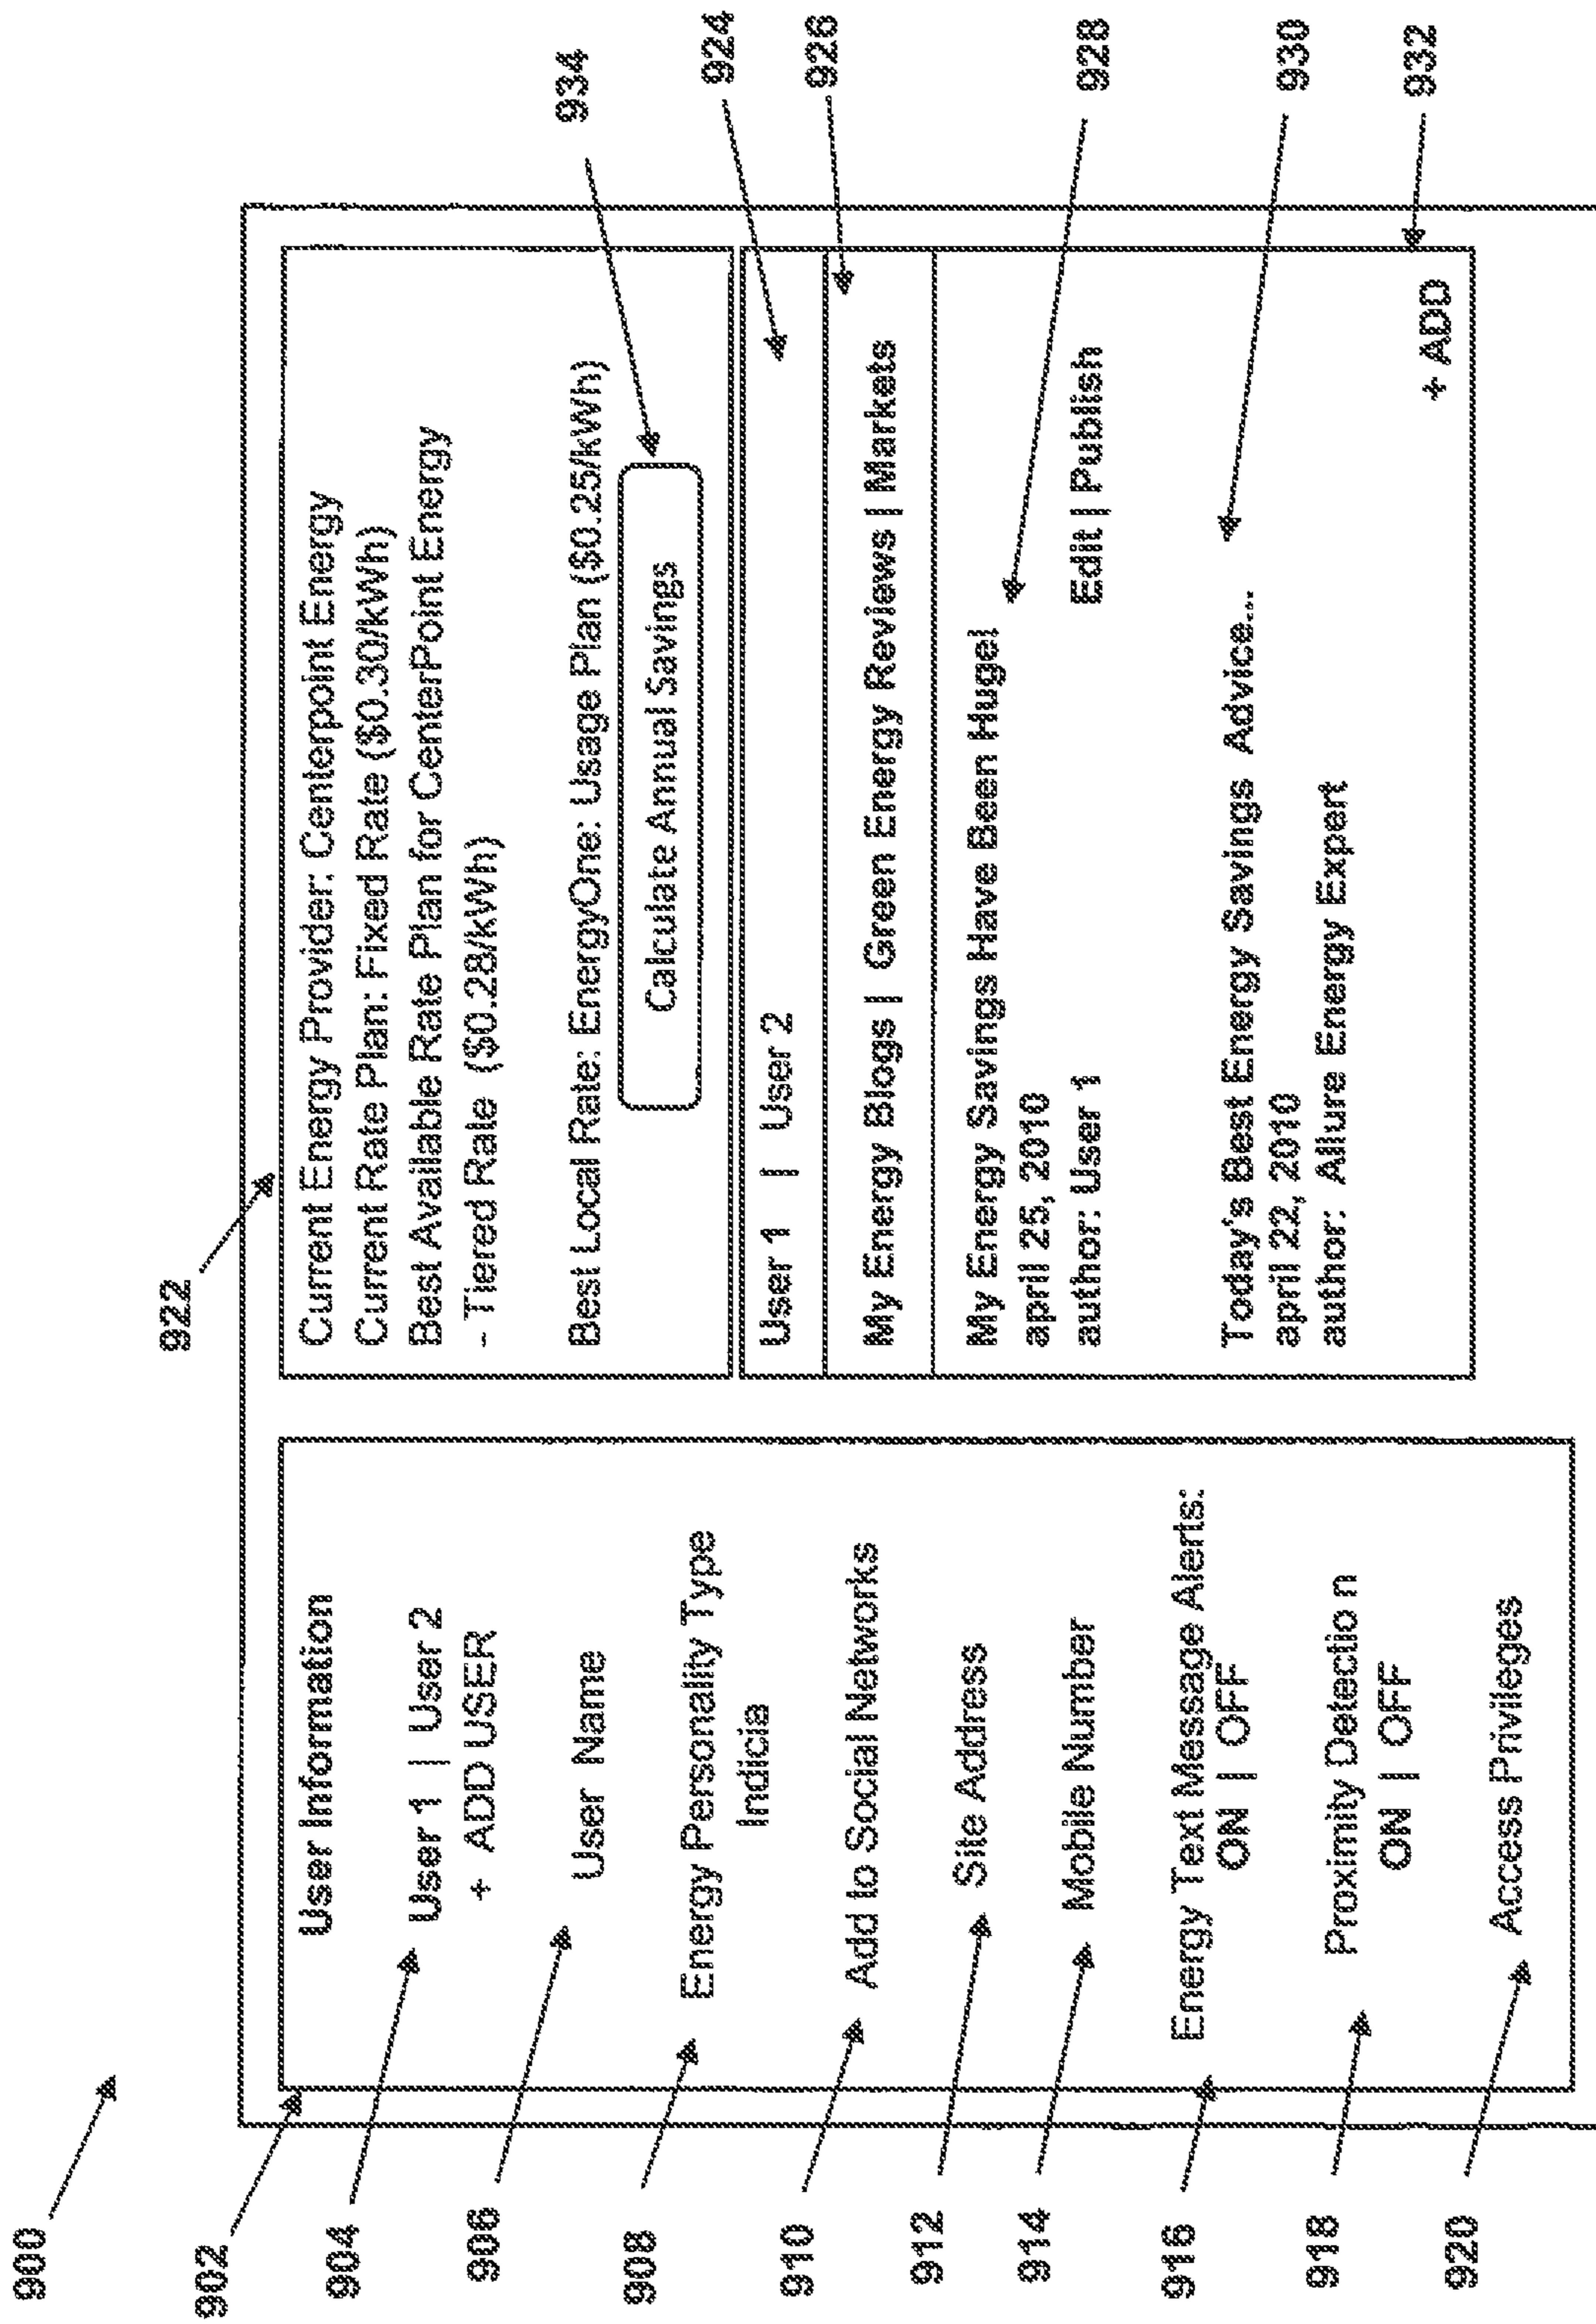 900
902
904
906
908
910
912
914
916
918
920
User Information
User 1 | User 2
+ ADD USER
User Name
Energy Personality Type
Indicia
Add to Social Networks
Site Address
Mobile Number
Energy Text Message Alerts:
ON | OFF
Proximity Detectio n
ON | OFF
Access Privileges
922
Current Energy Provider: Centerpoint Energy
Current Rate Plan: Fixed Rate ($0.30/kWh)
Best Available Rate Plan for CenterPoint Energy
- Tiered Rate ($0.28/kWh)
Best Local Rate: EnergyOne: Usage Plan ($0.25/kWh)
Calculate Annual Savings
User 1 | User 2
My Energy Blogs | Green Energy Reviews | Markets
My Energy Savings Have Been Huge!
april 25, 2010
author: User 1 Edit | Publish
Today's Best Energy Savings Advice...
april 22, 2010
author: Allure Energy Expert
+ ADD
934
924
926
928
930
932